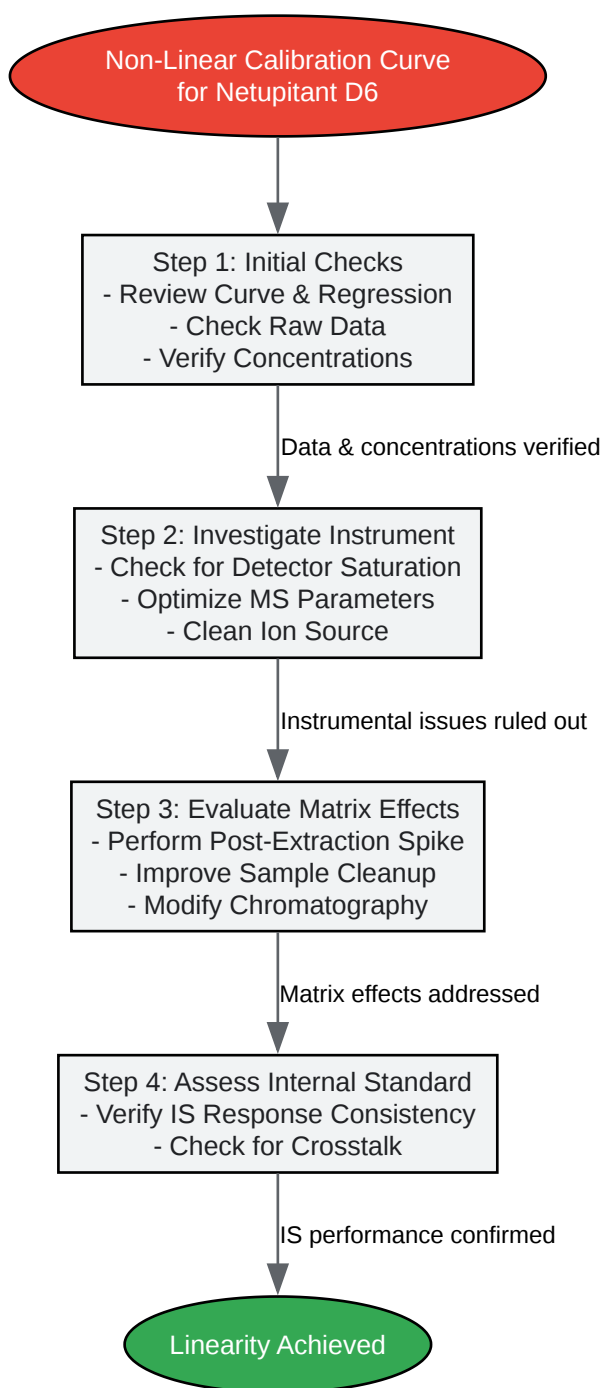 Non-Linear Calibration Curve
for Netupitant D6
Step 1: Initial Checks
- Review Curve & Regression
- Check Raw Data
- Verify Concentrations
Data & concentrations verified
Step 2: Investigate Instrument
- Check for Detector Saturation
- Optimize MS Parameters
- Clean Ion Source
Instrumental issues ruled out
Step 3: Evaluate Matrix Effects
- Perform Post-Extraction Spike
- Improve Sample Cleanup
- Modify Chromatography
Matrix effects addressed
Step 4: Assess Internal Standard
- Verify IS Response Consistency
- Check for Crosstalk
IS performance confirmed
Linearity Achieved